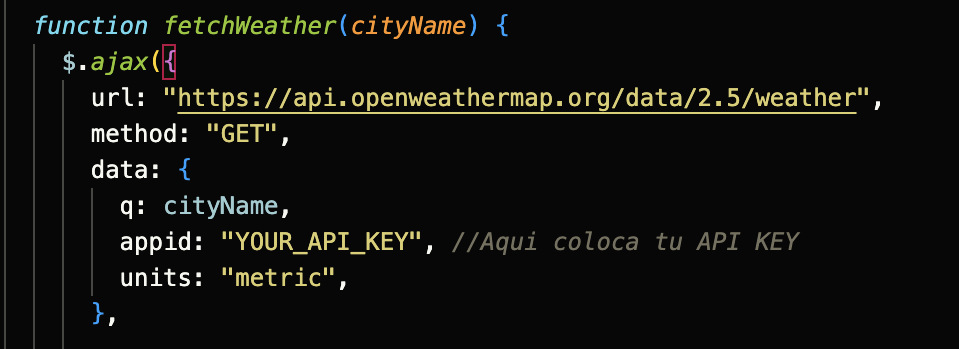 function fetchWeather(cityName) {
$.ajax({
url: "https://api.openweathermap.org/data/2.5/weather",
method: "GET",
data: {
q: cityName,
appid: "YOUR_API_KEY", //Aqui coloca tu API KEY
units: "metric",
},